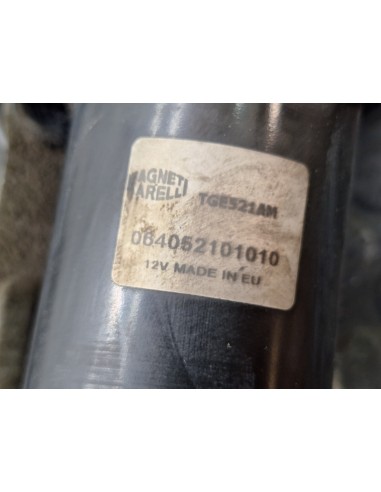 MAGNETI
MARELLI
TGE521AM
064052101010
12V MADE IN EU